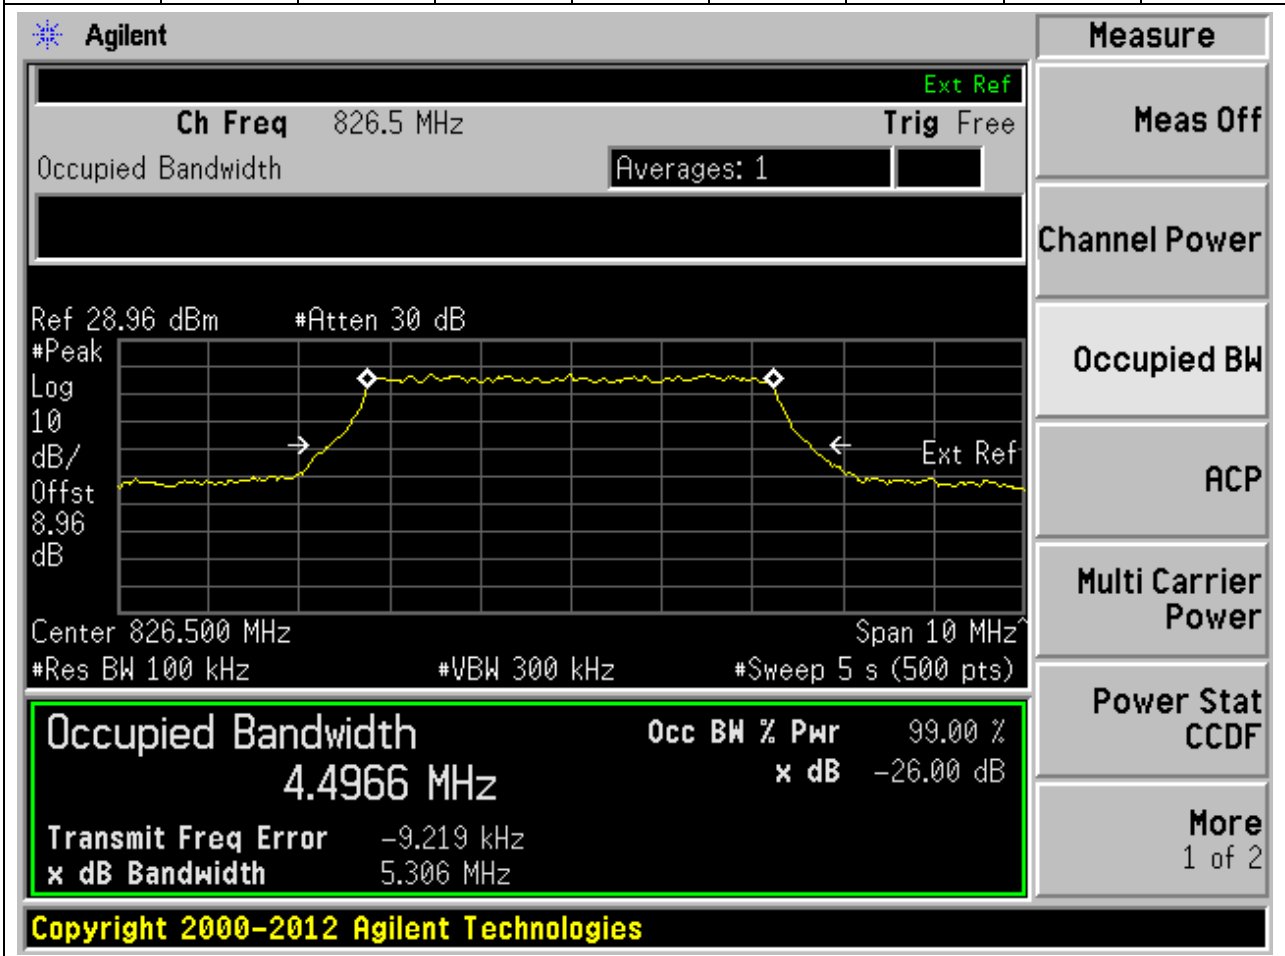 Agilent
Measure
Ext Ref
Ch Freq 826.5 MHz Trig Free
Meas Off
Occupied Bandwidth Averages: 1
Channel Power
Ref 28.96 dBm #Atten 30 dB
#Peak
Log
10
dB/
Offst
8.96
dB
Ext Ref
Occupied BW
ACP
Center 826.500 MHz Span 10 MHz^
#Res BW 100 kHz #VBW 300 kHz #Sweep 5 s (500 pts)
Multi Carrier
Power
Occupied Bandwidth Occ BW % Pwr 99.00 %
4.4966 MHz x dB -26.00 dB
Transmit Freq Error -9.219 kHz
x dB Bandwidth 5.306 MHz
Power Stat
CCDF
More
1 of 2
Copyright 2000-2012 Agilent Technologies